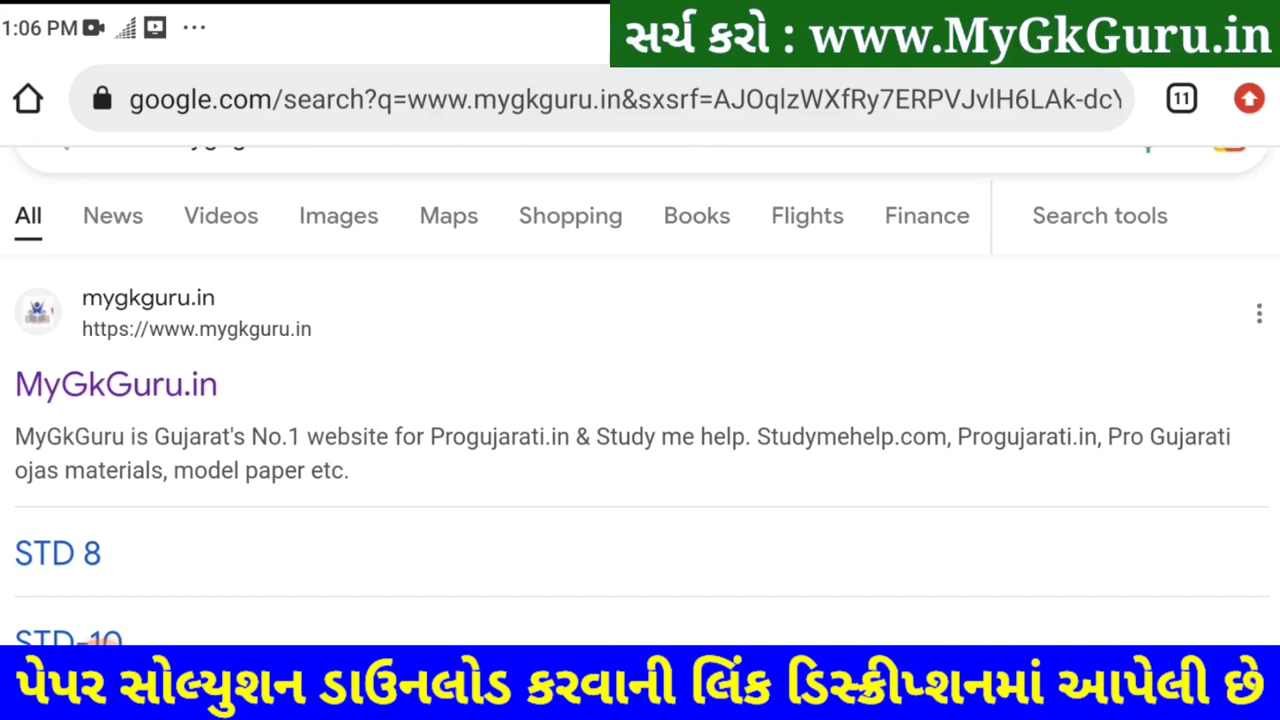 1:06 PM
સર્ચ કરો : www.MyGkGuru.in
google.com/search?q=www.mygkguru.in&sxsrf=AJOqlzWXfRy7ERPVJvlH6LAk-dc
11
All News Videos Images Maps Shopping Books Flights Finance Search tools
mygkguru.in
https://www.mygkguru.in
MyGkGuru.in
MyGkGuru is Gujarat's No.1 website for Progujarati.in & Study me help. Studymehelp.com, Progujarati.in, Pro Gujarati
ojas materials, model paper etc.
STD 8
STD-10
પેપર સોલ્યુશન ડાઉનલોડ કરવાની લિંક ડિસ્ક્રીપ્શનમાં આપેલી છે